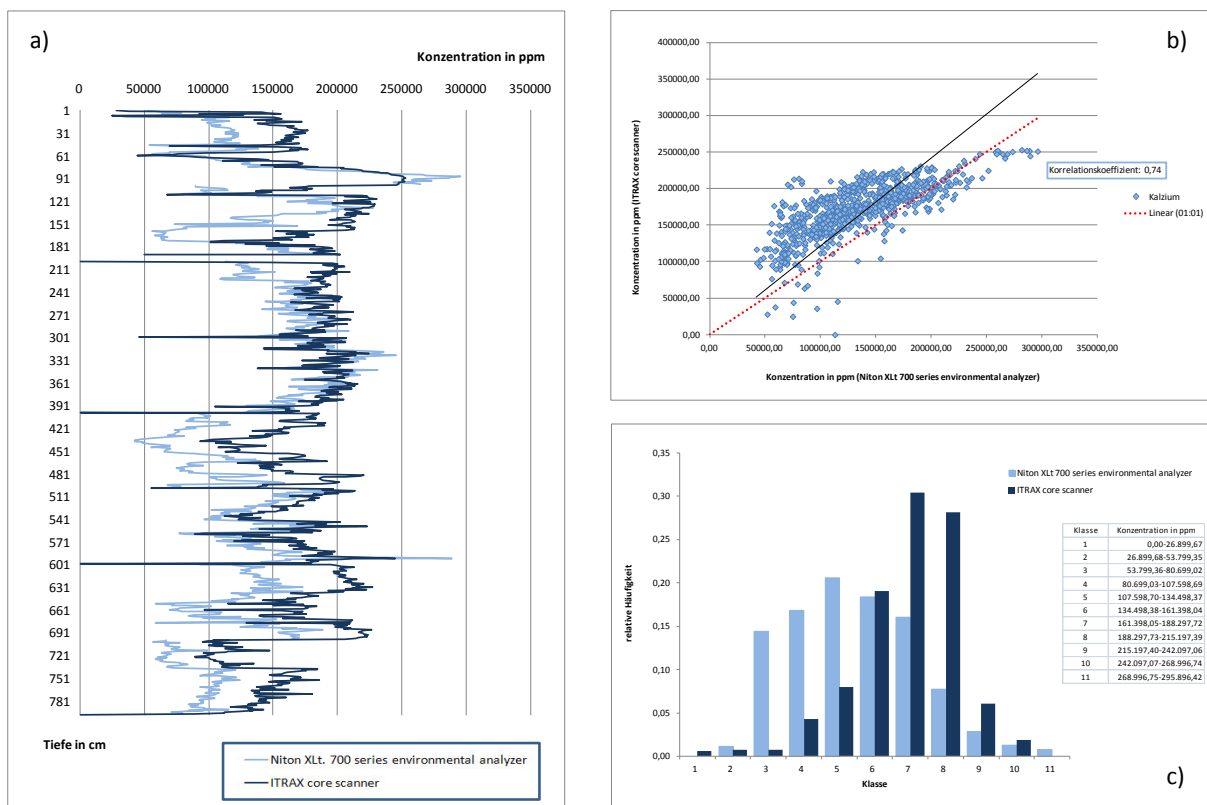 a)
Konzentration in ppm
0 50000 100000 150000 200000 250000 300000 350000
1
31
61
91
121
151
181
211
241
271
301
331
361
391
421
451
481
511
541
571
601
631
661
691
721
751
781
Tiefe in cm
Niton XLt. 700 series environmental analyzer
ITRAX core scanner
b)
Konzentration in ppm (ITRAX core scanner)
400000,00
350000,00
300000,00
250000,00
200000,00
150000,00
100000,00
50000,00
0,00
0,00 50000,00 100000,00 150000,00 200000,00 250000,00 300000,00 350000,00
Konzentration in ppm (Niton XLt 700 series environmental analyzer)
Korrelationskoeffizient: 0,74
Kalzium
Linear (01:01)
relative Häufigkeit
0,35
0,30
0,25
0,20
0,15
0,10
0,05
0,00
1 2 3 4 5 6 7 8 9 10 11
Klasse
Niton XLt 700 series environmental analyzer
ITRAX core scanner
Klasse Konzentration in ppm
1 0,00-26.899,67
2 26.899,68-53.799,35
3 53.799,36-80.699,02
4 80.699,03-107.598,69
5 107.598,70-134.498,37
6 134.498,38-161.398,04
7 161.398,05-188.297,72
8 188.297,73-215.197,39
9 215.197,40-242.097,06
10 242.097,07-268.996,74
11 268.996,75-295.896,42
c)